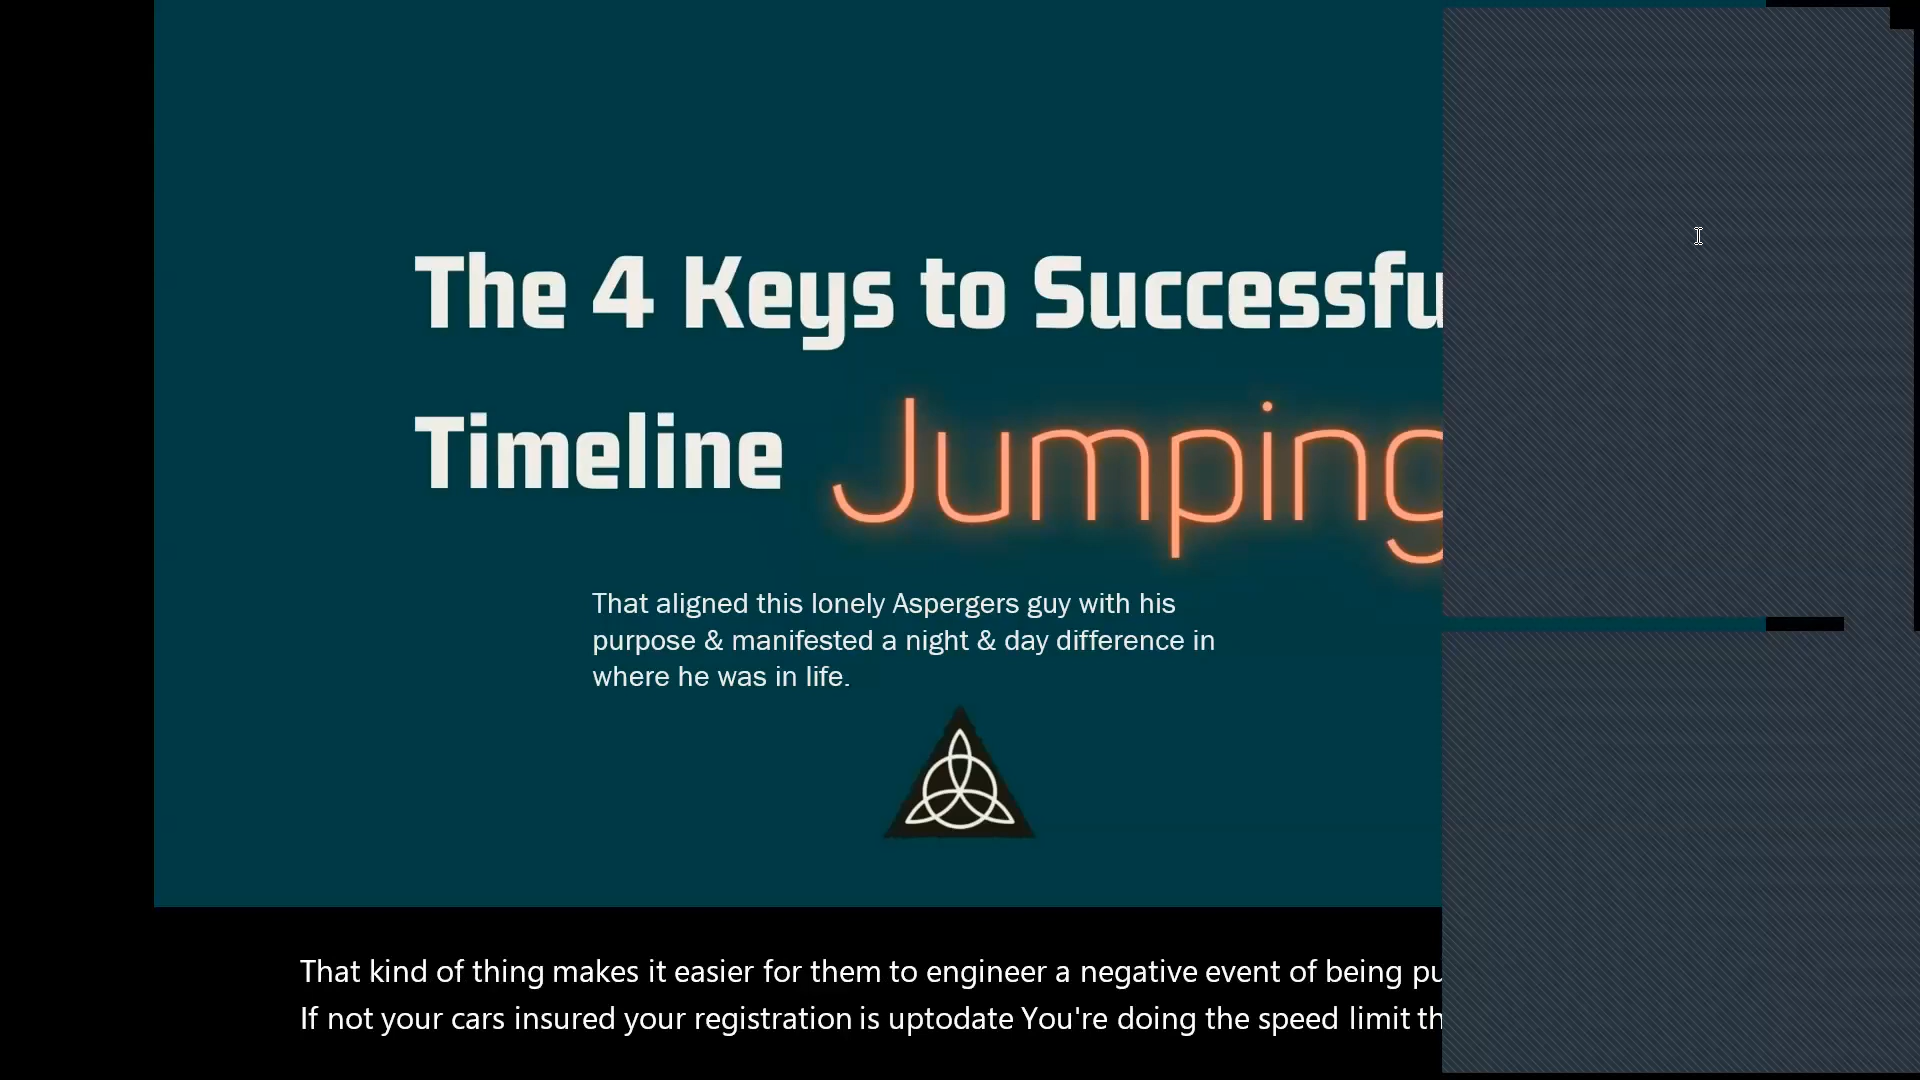 The 4 Keys to Successfu
Timeline Jumping
That aligned this lonely Aspergers guy with his
purpose & manifested a night & day difference in
where he was in life.
That kind of thing makes it easier for them to engineer a negative event of being pu
If not your cars insured your registration is uptodate You're doing the speed limit th